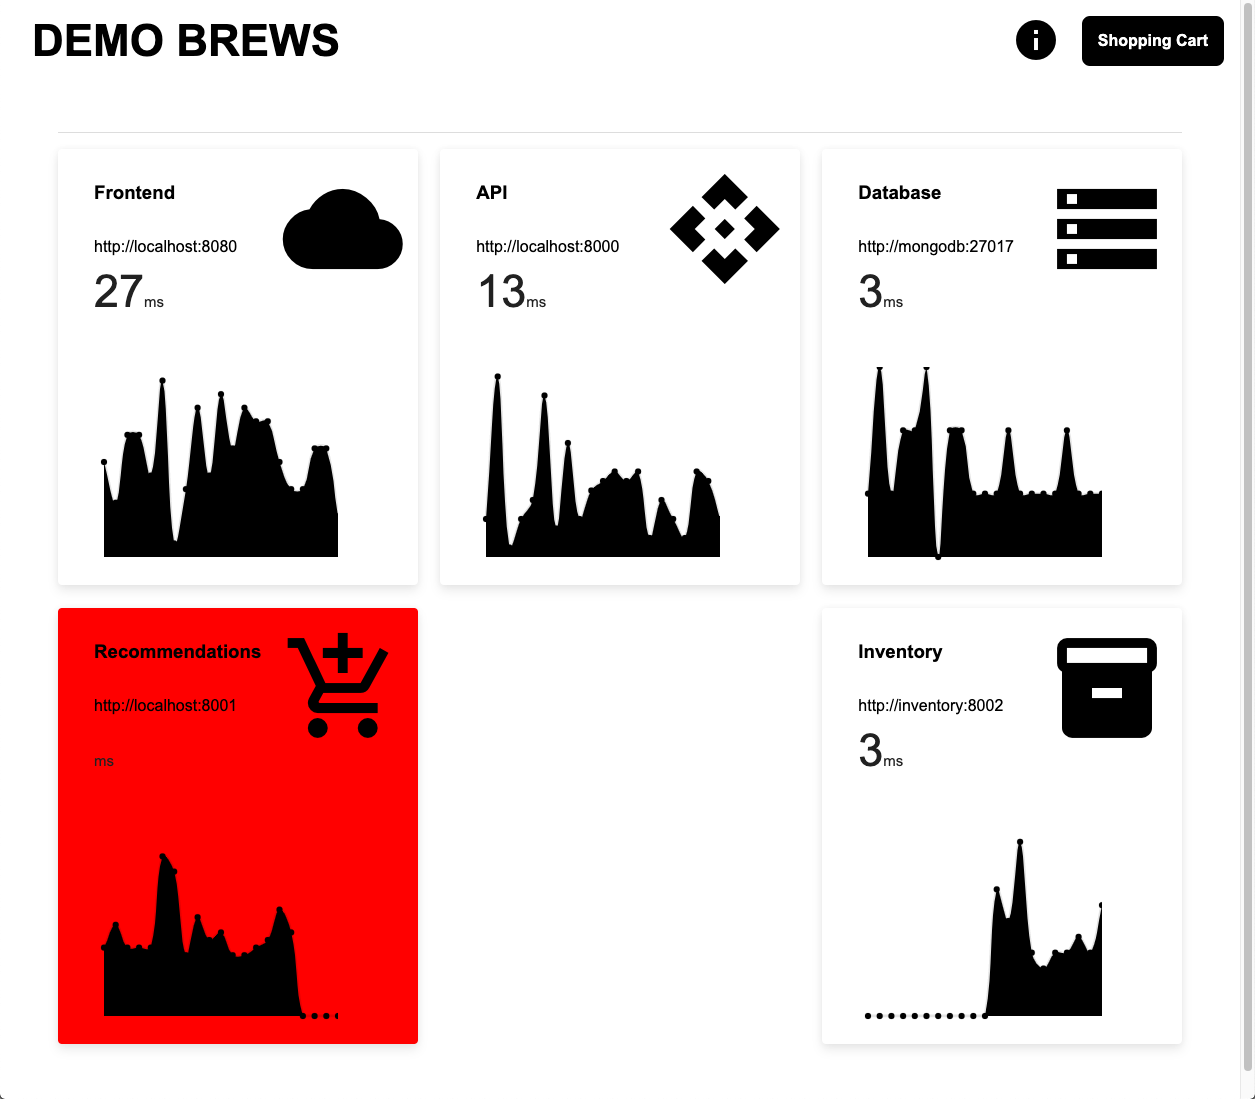 DEMO BREWS
Shopping Cart
Frontend
http://localhost:8080
27ms
API
http://localhost:8000
13ms
Database
http://mongodb:27017
3ms
Recommendations
http://localhost:8001
ms
Inventory
http://inventory:8002
3ms